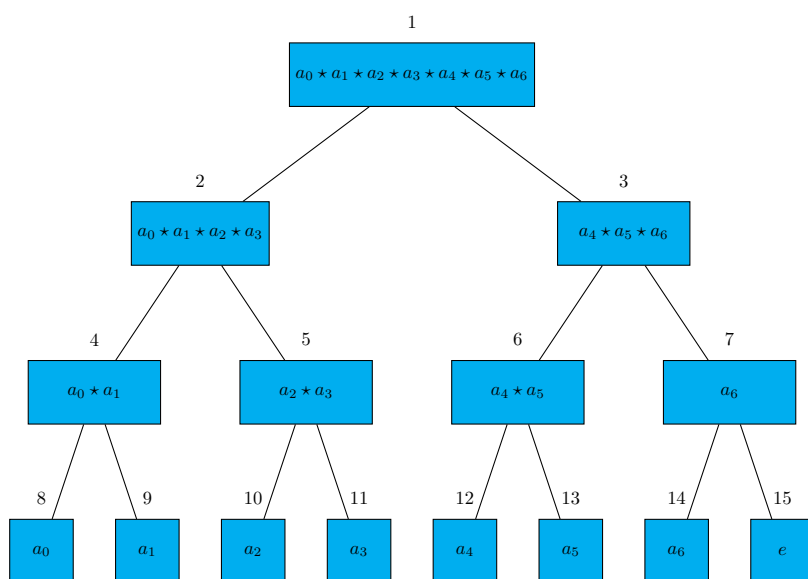 1
a₀ ⋆ a₁ ⋆ a₂ ⋆ a₃ ⋆ a₄ ⋆ a₅ ⋆ a₆
2 3
a₀ ⋆ a₁ ⋆ a₂ ⋆ a₃ a₄ ⋆ a₅ ⋆ a₆
4 5 6 7
a₀ ⋆ a₁ a₂ ⋆ a₃ a₄ ⋆ a₅ a₆
8 9 10 11 12 13 14 15
a₀ a₁ a₂ a₃ a₄ a₅ a₆ e